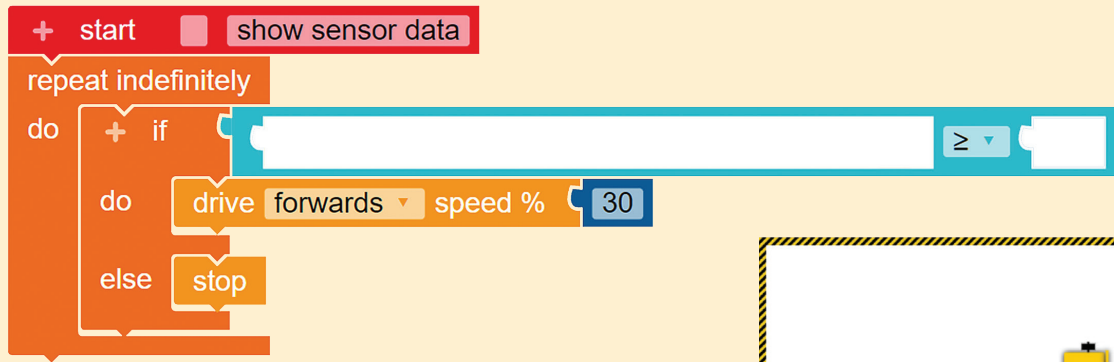 + start show sensor data
repeat indefinitely
do + if ≥
do drive forwards speed % 30
else stop